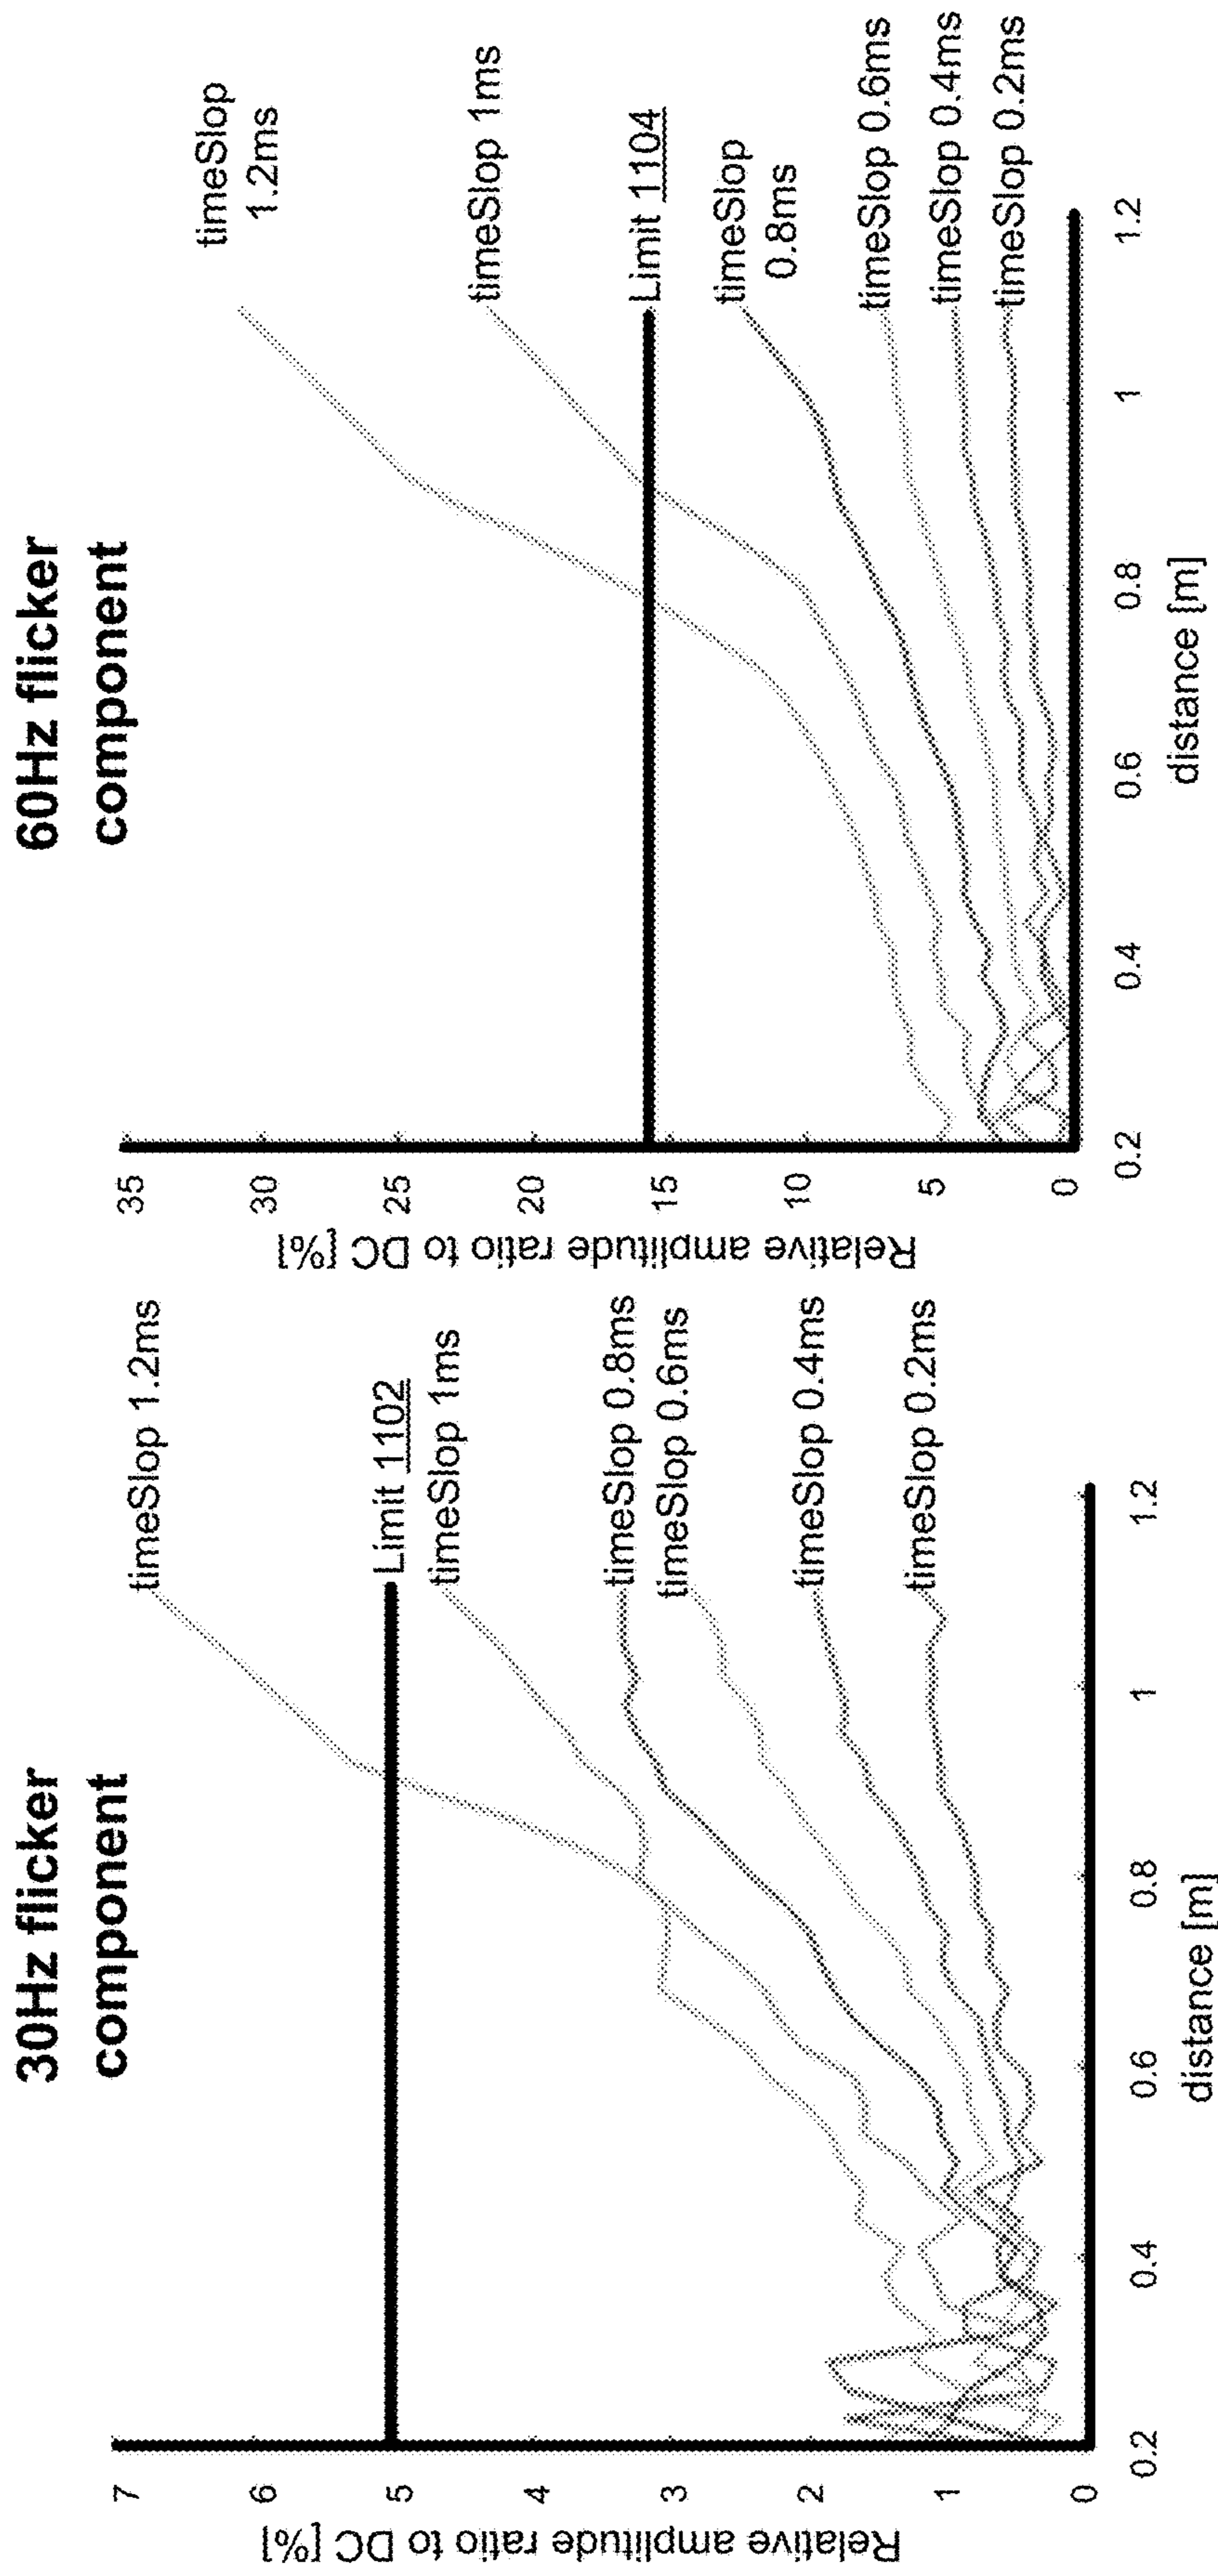 30Hz flicker
component
Relative amplitude ratio to DC [%]
7
6
5
4
3
2
1
0
timeSlop 1.2ms
Limit 1102
timeSlop 1ms
timeSlop 0.8ms
timeSlop 0.6ms
timeSlop 0.4ms
timeSlop 0.2ms
0.2 0.4 0.6 0.8 1 1.2
distance [m]
60Hz flicker
component
Relative amplitude ratio to DC [%]
35
30
25
20
15
10
5
0
timeSlop
1.2ms
timeSlop 1ms
Limit 1104
timeSlop
0.8ms
timeSlop 0.6ms
timeSlop 0.4ms
timeSlop 0.2ms
0.2 0.4 0.6 0.8 1 1.2
distance [m]